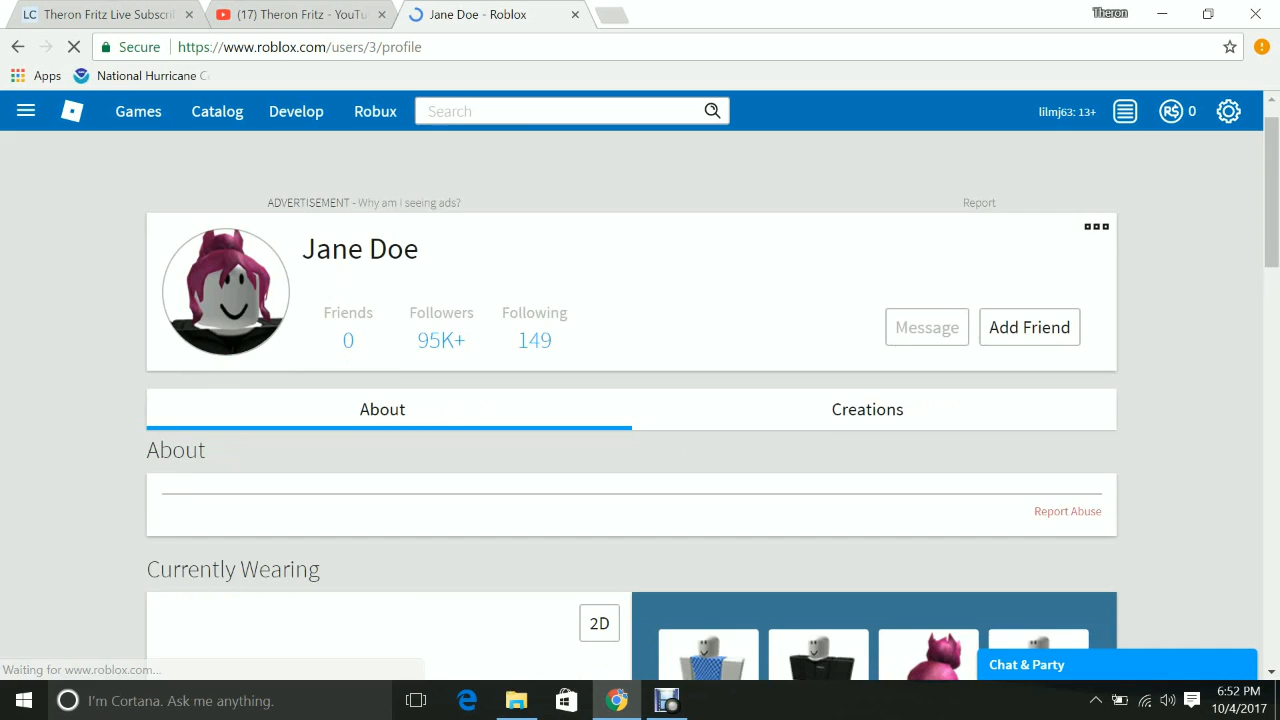 LC Theron Fritz Live Subscri
(17) Theron Fritz - YouTu
Jane Doe - Roblox
Theron
Secure https://www.roblox.com/users/3/profile
Apps National Hurricane C
Games Catalog Develop Robux Search lilmj63: 13+ R$ 0
ADVERTISEMENT - Why am I seeing ads? Report
Jane Doe
Friends Followers Following
0 95K+ 149
Message Add Friend
About Creations
About
Report Abuse
Currently Wearing
2D
Chat & Party
Waiting for www.roblox.com...
I'm Cortana. Ask me anything.
6:52 PM
10/4/2017